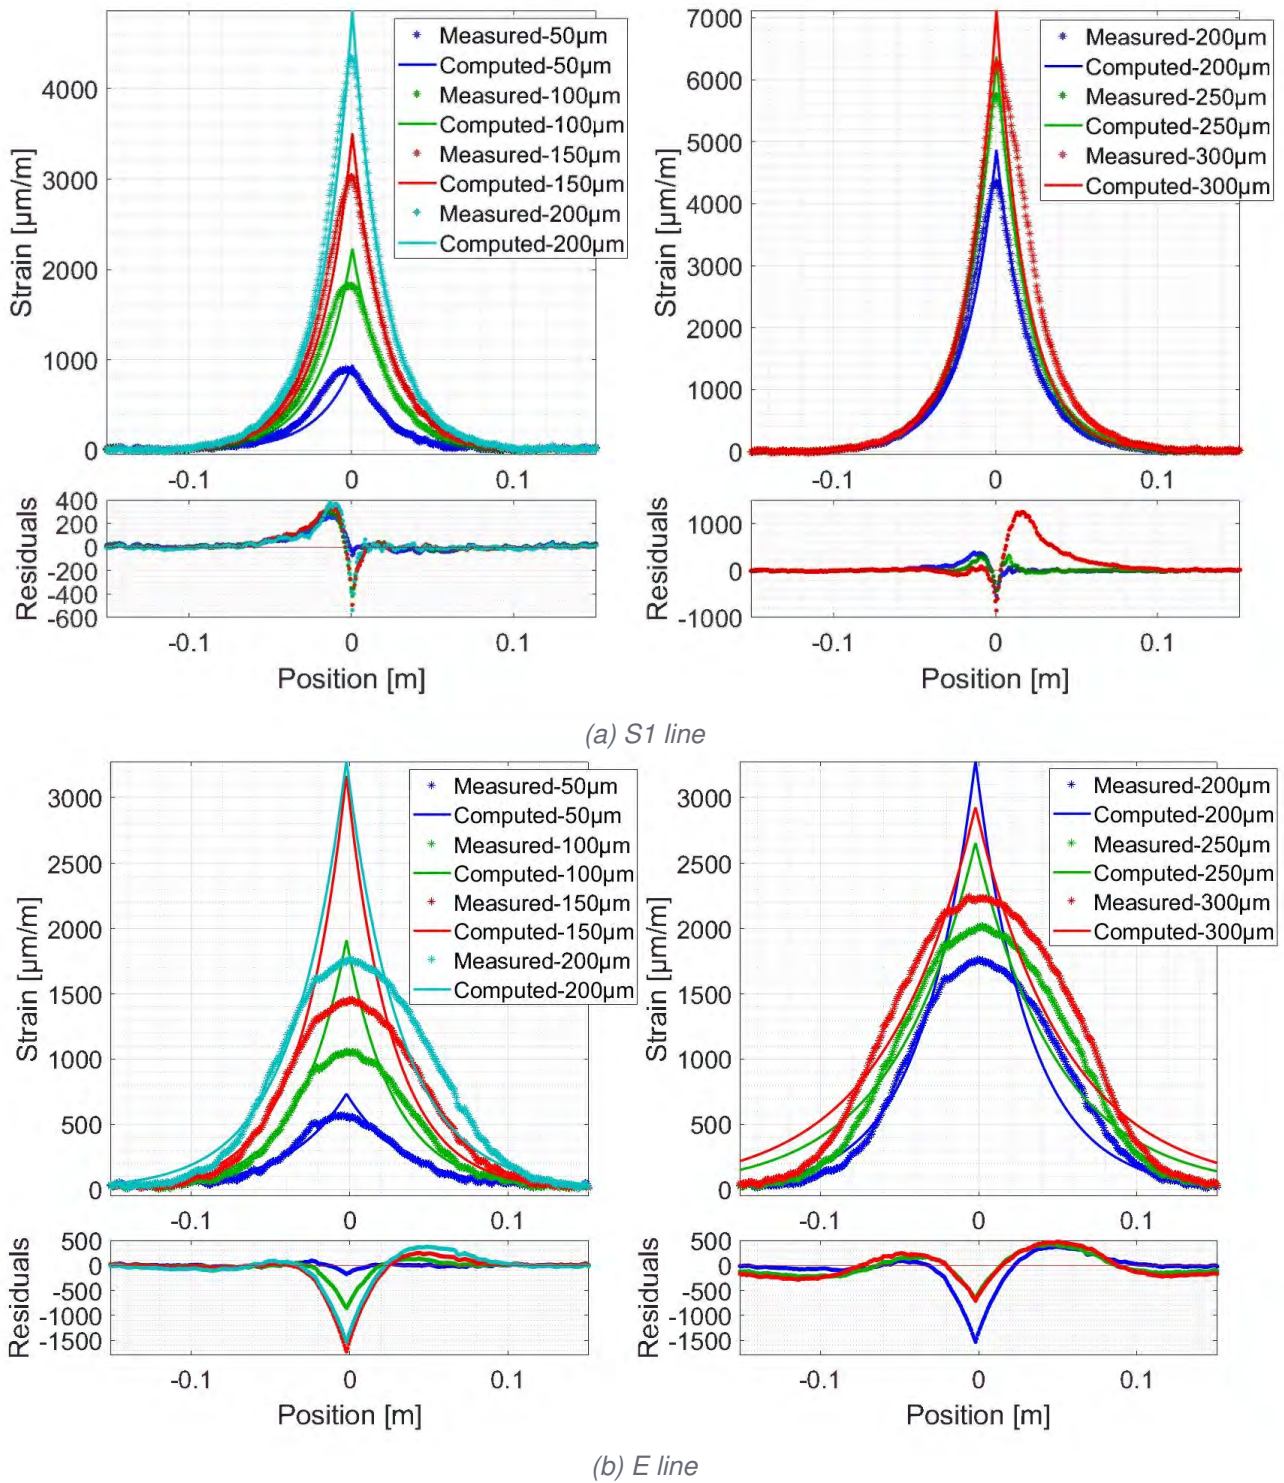 Strain [µm/m]
4000
3000
2000
1000
0
-0.1
0
0.1
Measured-50µm
Computed-50µm
Measured-100µm
Computed-100µm
Measured-150µm
Computed-150µm
Measured-200µm
Computed-200µm
Residuals
400
200
0
-200
-400
-600
-0.1
0
0.1
Position [m]
Strain [µm/m]
7000
6000
5000
4000
3000
2000
1000
0
-0.1
0
0.1
Measured-200µm
Computed-200µm
Measured-250µm
Computed-250µm
Measured-300µm
Computed-300µm
Residuals
1000
0
-1000
-0.1
0
0.1
Position [m]
(a) S1 line
Strain [µm/m]
3000
2500
2000
1500
1000
500
0
-0.1
0
0.1
Measured-50µm
Computed-50µm
Measured-100µm
Computed-100µm
Measured-150µm
Computed-150µm
Measured-200µm
Computed-200µm
Residuals
500
0
-500
-1000
-1500
-0.1
0
0.1
Position [m]
Strain [µm/m]
3000
2500
2000
1500
1000
500
0
-0.1
0
0.1
Measured-200µm
Computed-200µm
Measured-250µm
Computed-250µm
Measured-300µm
Computed-300µm
Residuals
500
0
-500
-1000
-1500
-0.1
0
0.1
Position [m]
(b) E line